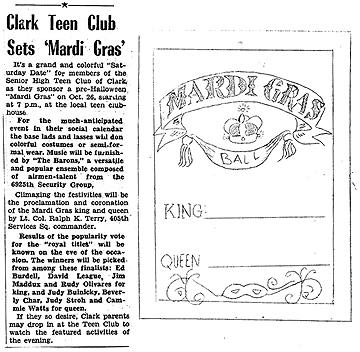 Clark Teen Club
Sets 'Mardi Gras'
It's a grand and colorful "Sat-
urday Date" for members of the
Senior High Teen Club of Clark,
as they sponsor a pre-Halloween
"Mardi Gras" on Oct. 26, starting
at 7 p.m., at the local teen club-
house.
For the much-anticipated
event in their social calendar
the base lads and lasses will don
colorful costumes or semi-for-
mal wear. Music will be furnish-
ed by "The Barons," a versatile
and popular ensemble composed
of airmen-talent from the
6925th Security Group,
Climaxing the festivities will be
the proclamation and coronation
of the Mardi Gras king and queen
by Lt. Col. Ralph K. Terry, 405th
Services Sq. commander.
Results of the popularity vote
for the "royal titles" will be
known on the eve of the occa-
sion. The winners will be picked
from among these finalists: Ed
Burdell, David League, Jim
Maddux and Rudy Olivares for
king, and Judy Buinicky, Bever-
ly Char, Judy Stroh and Cam-
mie Watts for queen.
If they so desire, Clark parents
may drop in at the Teen Club to
watch the featured activities of
the evening.
MARDI GRAS
BALL
KING:
QUEEN